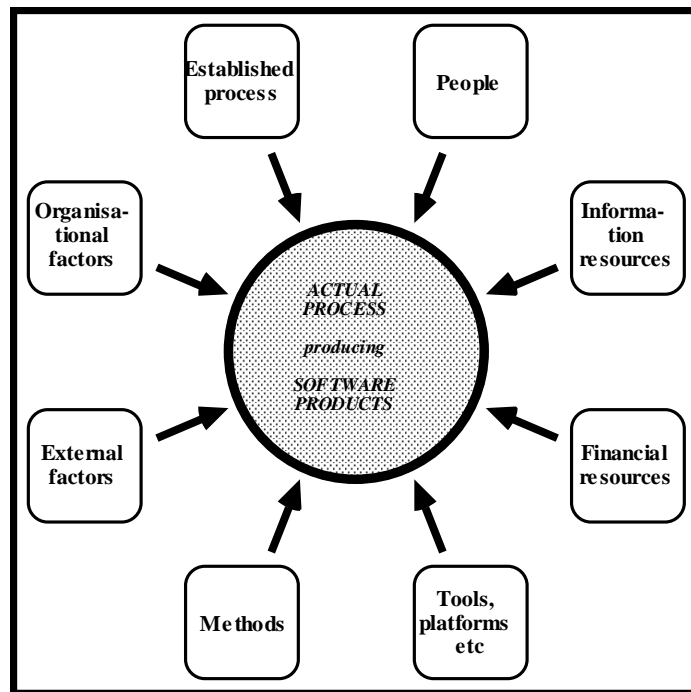 Established
process
People
Organisa-
tional
factors
Informa-
tion
resources
ACTUAL
PROCESS
producing
SOFTWARE
PRODUCTS
External
factors
Financial
resources
Methods
Tools,
platforms
etc